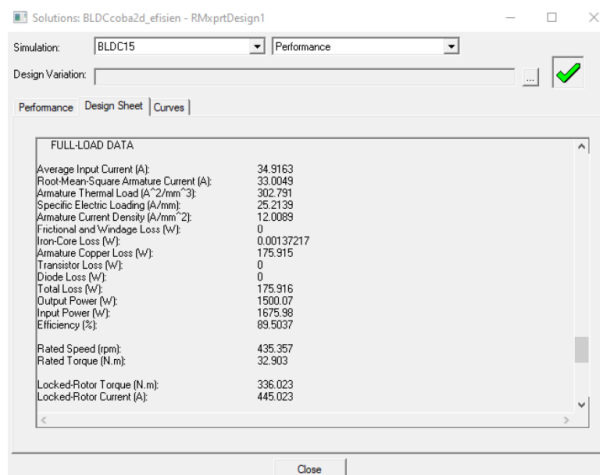 Solutions: BLDCcoba2d_efisien - RMxprtDesign1
Simulation: BLDC15 Performance
Design Variation: ...
Performance Design Sheet Curves
FULL-LOAD DATA
Average Input Current (A): 34.9163
Root-Mean-Square Armature Current (A): 33.0049
Armature Thermal Load (A^2/mm^3): 302.791
Specific Electric Loading (A/mm): 25.2139
Armature Current Density (A/mm^2): 12.0089
Frictional and Windage Loss (W): 0
Iron-Core Loss (W): 0.00137217
Armature Copper Loss (W): 175.915
Transistor Loss (W): 0
Diode Loss (W): 0
Total Loss (W): 175.916
Output Power (W): 1500.07
Input Power (W): 1675.98
Efficiency (%): 89.5037
Rated Speed (rpm): 435.357
Rated Torque (N.m): 32.903
Locked-Rotor Torque (N.m): 336.023
Locked-Rotor Current (A): 445.023
Close